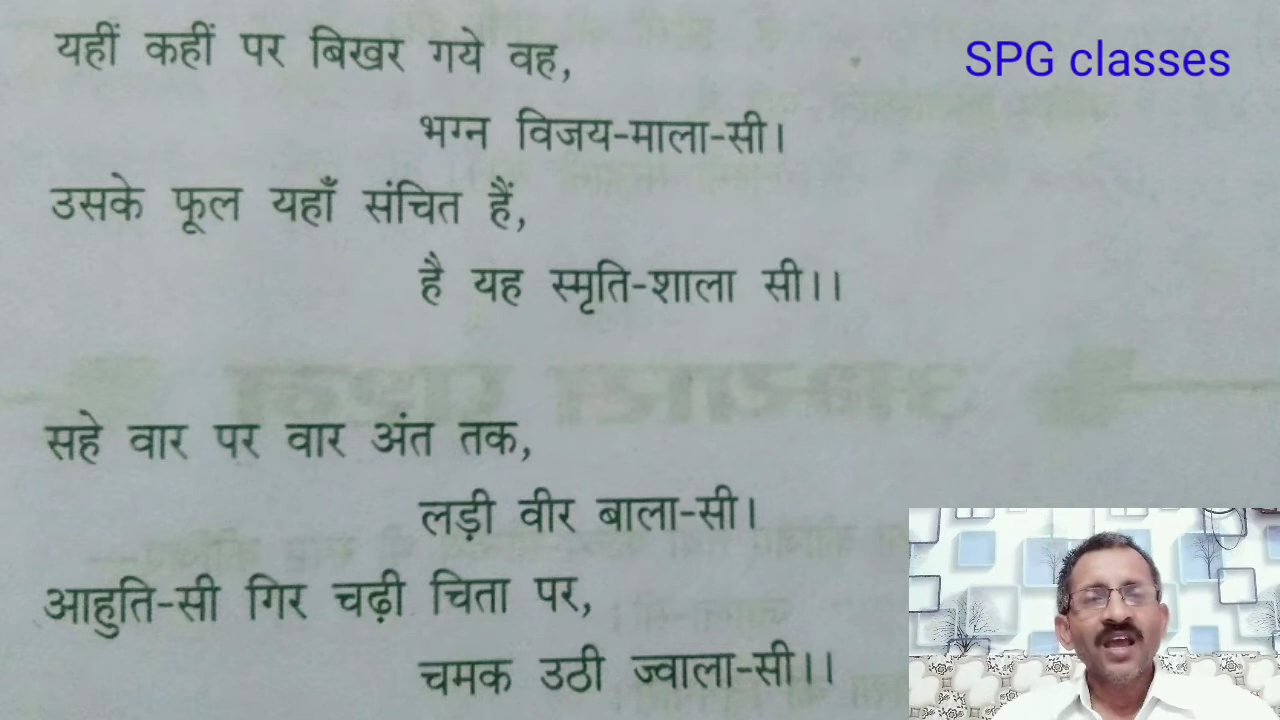 यहीं कहीं पर बिखर गये वह,
SPG classes
भग्न विजय-माला-सी।
उसके फूल यहाँ संचित हैं,
है यह स्मृति-शाला सी।।
सहे वार पर वार अंत तक,
लड़ी वीर बाला-सी।
आहुति-सी गिर चढ़ी चिता पर,
चमक उठी ज्वाला-सी।।